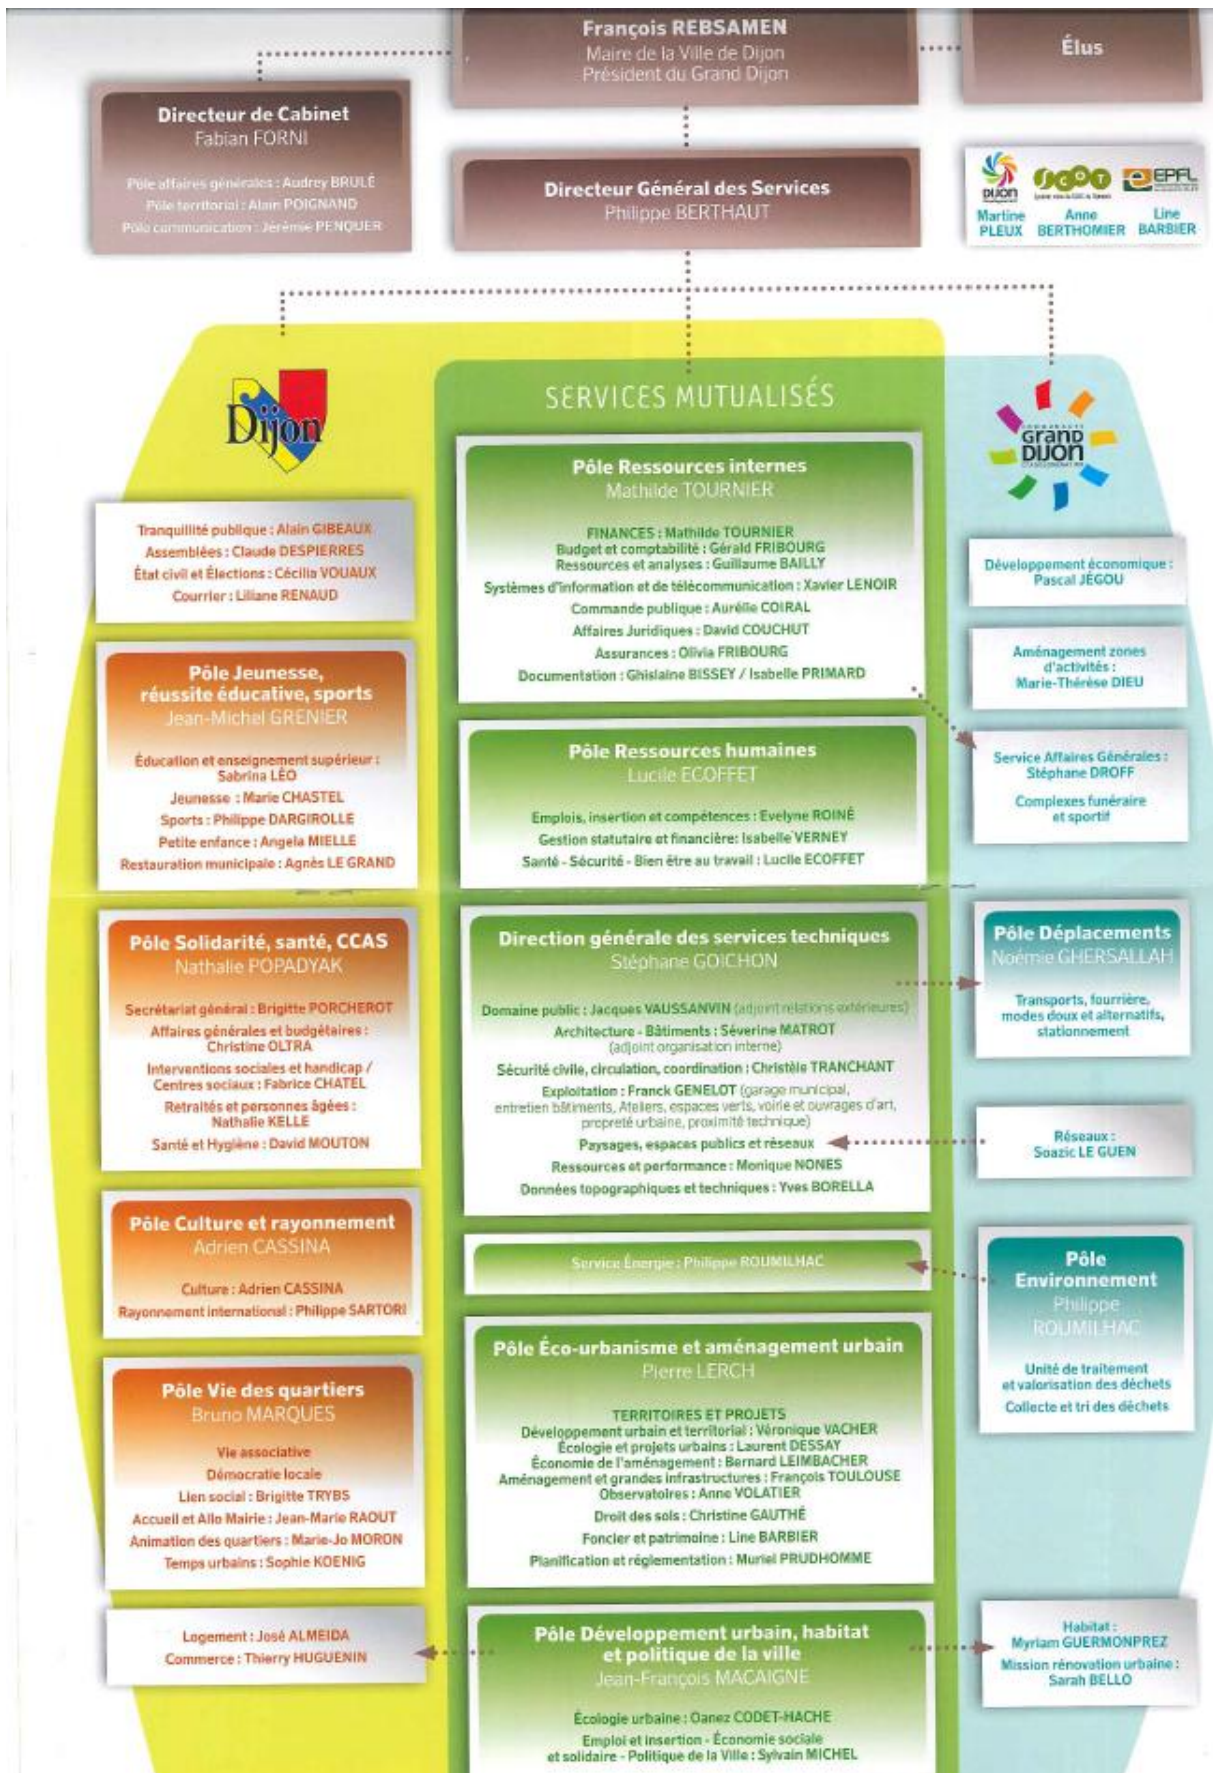 François REBSAMEN
Maire de la Ville de Dijon
Président du Grand Dijon
Élus
Directeur de Cabinet
Fabian FORNI
Pôle affaires générales : Audrey BRULÉ
Pôle territorial : Alain POIGNAND
Pôle communication : Jérémie PENQUER
Directeur Général des Services
Philippe BERTHAUT
DIJON
SCOT
EPFL
Martine
PLEUX
Anne
BERTHOMIER
Line
BARBIER
Dijon
Tranquillité publique : Alain GIBEAUX
Assemblées : Claude DESPIERRES
État civil et Élections : Cécilia VOUAUX
Courrier : Liliane RENAUD
Pôle Jeunesse,
réussite éducative, sports
Jean-Michel GRENIER
Éducation et enseignement supérieur :
Sabrina LÉO
Jeunesse : Marie CHASTEL
Sports : Philippe DARGIROLLE
Petite enfance : Angela MIELLE
Restauration municipale : Agnès LE GRAND
Pôle Solidarité, santé, CCAS
Nathalie POPADYAK
Secrétariat général : Brigitte PORCHEROT
Affaires générales et budgétaires :
Christine OLTRA
Interventions sociales et handicap /
Centres sociaux : Fabrice CHATEL
Retraités et personnes âgées :
Nathalie KELLE
Santé et Hygiène : David MOUTON
Pôle Culture et rayonnement
Adrien CASSINA
Culture : Adrien CASSINA
Rayonnement international : Philippe SARTORI
Pôle Vie des quartiers
Bruno MARQUES
Vie associative
Démocratie locale
Lien social : Brigitte TRYBS
Accueil et Allo Mairie : Jean-Marie RAOUT
Animation des quartiers : Marie-Jo MORON
Temps urbains : Sophie KOENIG
Logement : José ALMEIDA
Commerce : Thierry HUGUENIN
SERVICES MUTUALISÉS
Pôle Ressources internes
Mathilde TOURNIER
FINANCES : Mathilde TOURNIER
Budget et comptabilité : Gérald FRIBOURG
Ressources et analyses : Guillaume BAILLY
Systèmes d'information et de télécommunication : Xavier LENOIR
Commande publique : Aurélie COIRAL
Affaires Juridiques : David COUCHUT
Assurances : Olivia FRIBOURG
Documentation : Ghislaine BISSEY / Isabelle PRIMARD
Pôle Ressources humaines
Lucile ECOFFET
Emplois, insertion et compétences : Evelyne ROINÉ
Gestion statutaire et financière: Isabelle VERNEY
Santé - Sécurité - Bien être au travail : Lucile ECOFFET
Direction générale des services techniques
Stéphane GOICHON
Domaine public : Jacques VAUSSANVIN (adjoint relations extérieures)
Architecture - Bâtiments : Séverine MATROT
(adjoint organisation interne)
Sécurité civile, circulation, coordination : Christèle TRANCHANT
Exploitation : Franck GENELOT (garage municipal,
entretien bâtiments, Ateliers, espaces verts, voirie et ouvrages d'art,
propreté urbaine, proximité technique)
Paysages, espaces publics et réseaux
Ressources et performance : Monique NONES
Données topographiques et techniques : Yves BORELLA
Service Énergie : Philippe ROUMILHAC
Pôle Éco-urbanisme et aménagement urbain
Pierre LERCH
TERRITOIRES ET PROJETS
Développement urbain et territorial : Véronique VACHER
Écologie et projets urbains : Laurent DESSAY
Économie de l'aménagement : Bernard LEIMBACHER
Aménagement et grandes infrastructures : François TOULOUSE
Observatoires : Anne VOLATIER
Droit des sols : Christine GAUTHÉ
Foncier et patrimoine : Line BARBIER
Planification et réglementation : Muriel PRUDHOMME
Pôle Développement urbain, habitat
et politique de la ville
Jean-François MACAIGNE
Écologie urbaine : Oanez CODET-HACHE
Emploi et insertion - Économie sociale
et solidaire - Politique de la Ville : Sylvain MICHEL
GRAND
DIJON
Développement économique :
Pascal JÉGOU
Aménagement zones
d'activités :
Marie-Thérèse DIEU
Service Affaires Générales :
Stéphane DROFF
Complexes funéraire
et sportif
Pôle Déplacements
Noémie GHERSALLAH
Transports, fourrière,
modes doux et alternatifs,
stationnement
Réseaux :
Soazic LE GUEN
Pôle
Environnement
Philippe
ROUMILHAC
Unité de traitement
et valorisation des déchets
Collecte et tri des déchets
Habitat :
Myriam GUERMONPREZ
Mission rénovation urbaine :
Sarah BELLO